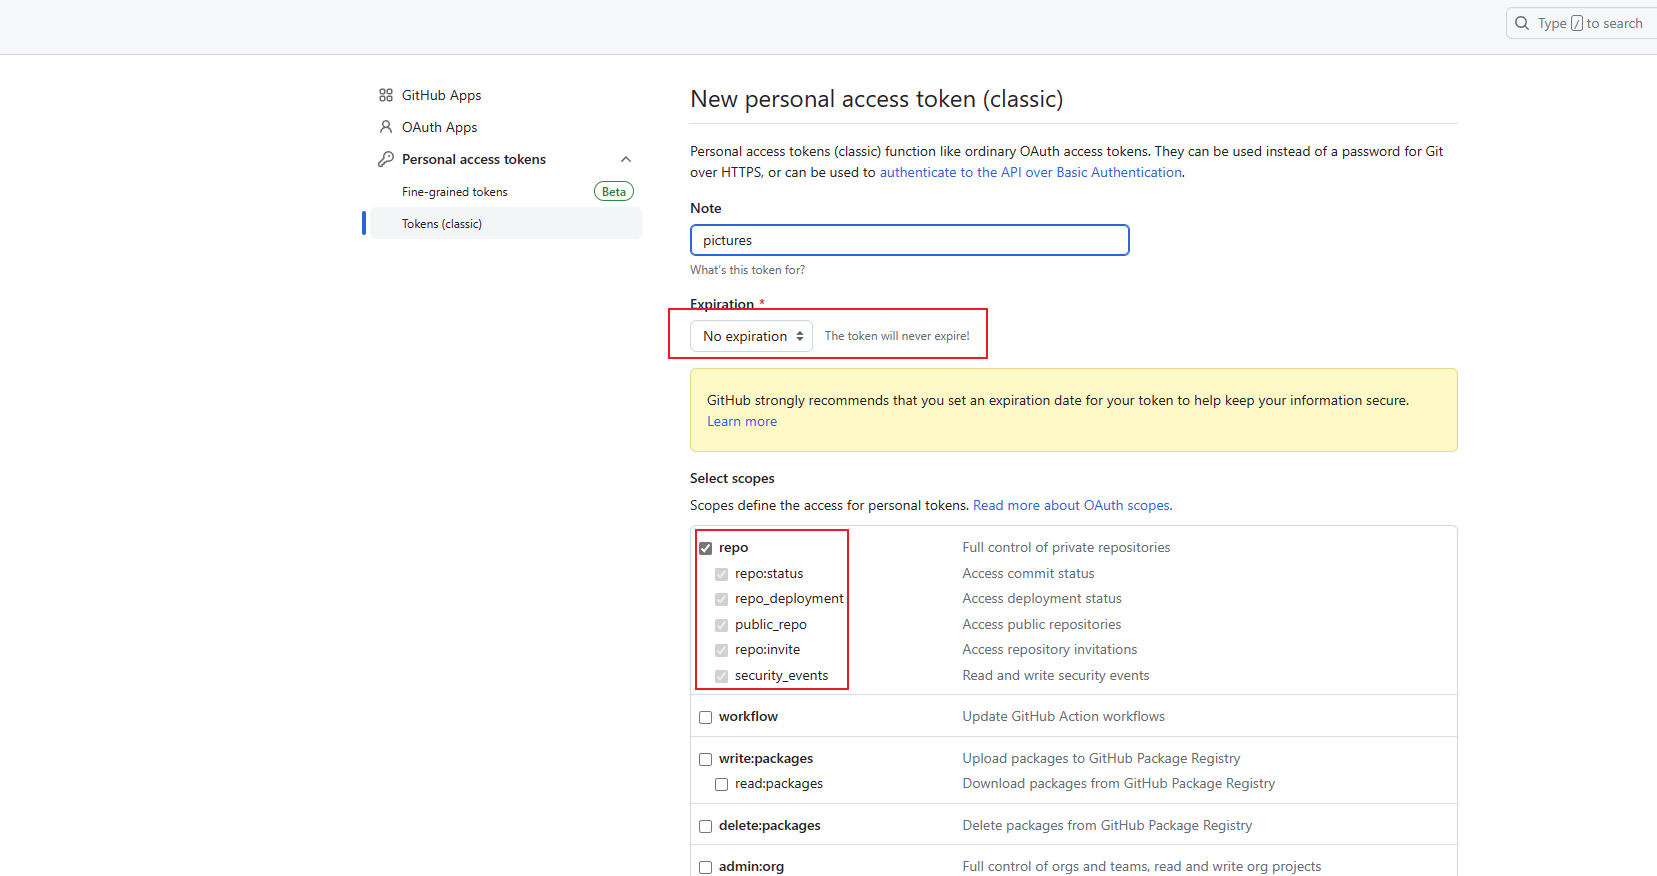 Type / to search
GitHub Apps
OAuth Apps
Personal access tokens
Fine-grained tokens Beta
Tokens (classic)
New personal access token (classic)
Personal access tokens (classic) function like ordinary OAuth access tokens. They can be used instead of a password for Git
over HTTPS, or can be used to authenticate to the API over Basic Authentication.
Note
pictures
What's this token for?
Expiration *
No expiration The token will never expire!
GitHub strongly recommends that you set an expiration date for your token to help keep your information secure.
Learn more
Select scopes
Scopes define the access for personal tokens. Read more about OAuth scopes.
repo Full control of private repositories
repo:status Access commit status
repo_deployment Access deployment status
public_repo Access public repositories
repo:invite Access repository invitations
security_events Read and write security events
workflow Update GitHub Action workflows
write:packages Upload packages to GitHub Package Registry
read:packages Download packages from GitHub Package Registry
delete:packages Delete packages from GitHub Package Registry
admin:org Full control of orgs and teams, read and write org projects